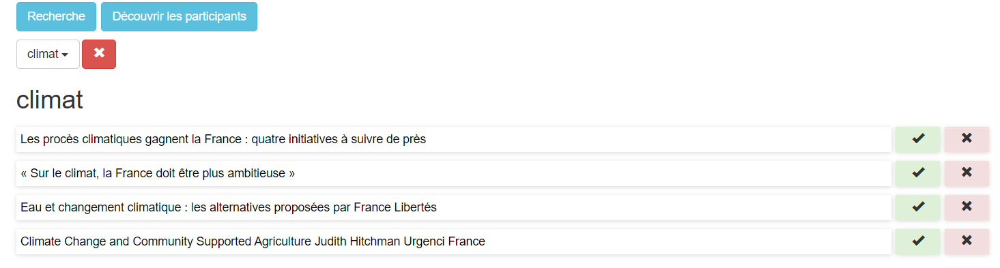 Recherche Découvrir les participants
climat
climat
Les procès climatiques gagnent la France : quatre initiatives à suivre de près
« Sur le climat, la France doit être plus ambitieuse »
Eau et changement climatique : les alternatives proposées par France Libertés
Climate Change and Community Supported Agriculture Judith Hitchman Urgenci France